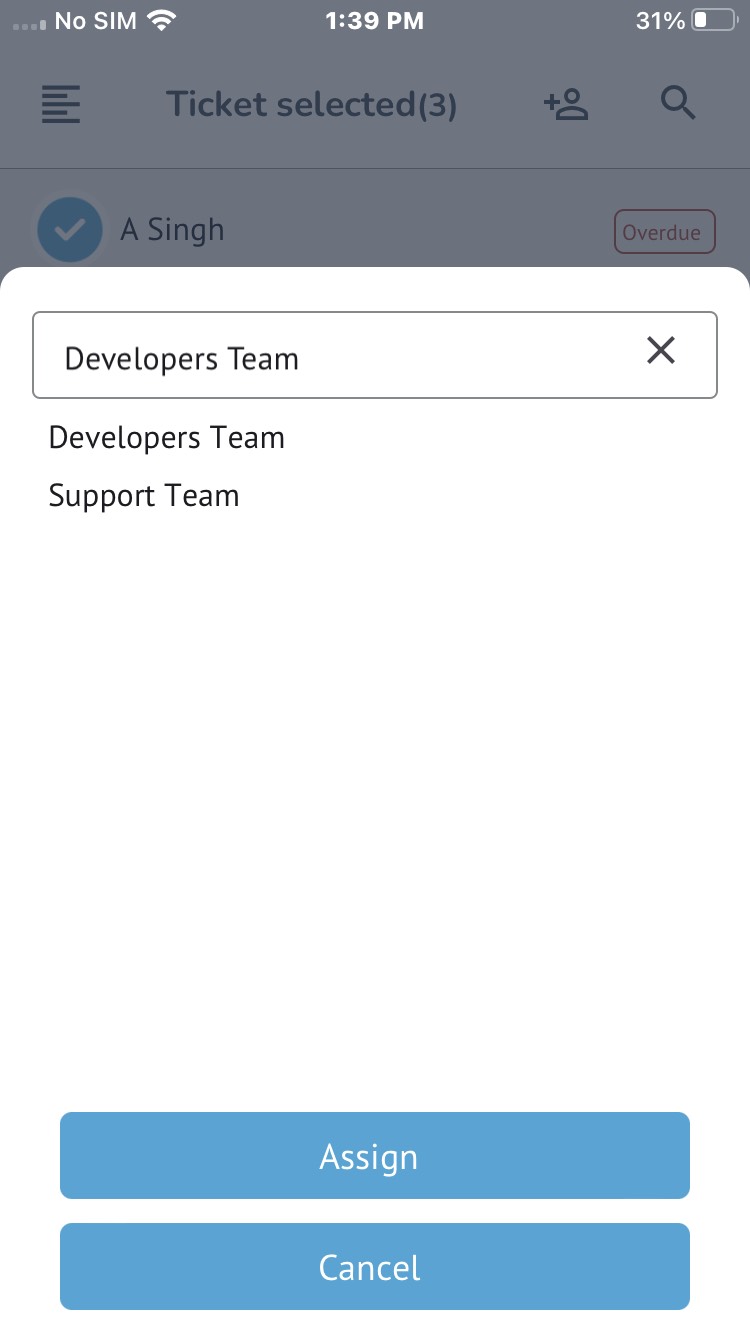 No SIM 1:39 PM 31%
Ticket selected(3)
A Singh Overdue
Developers Team
Developers Team
Support Team
Assign
Cancel